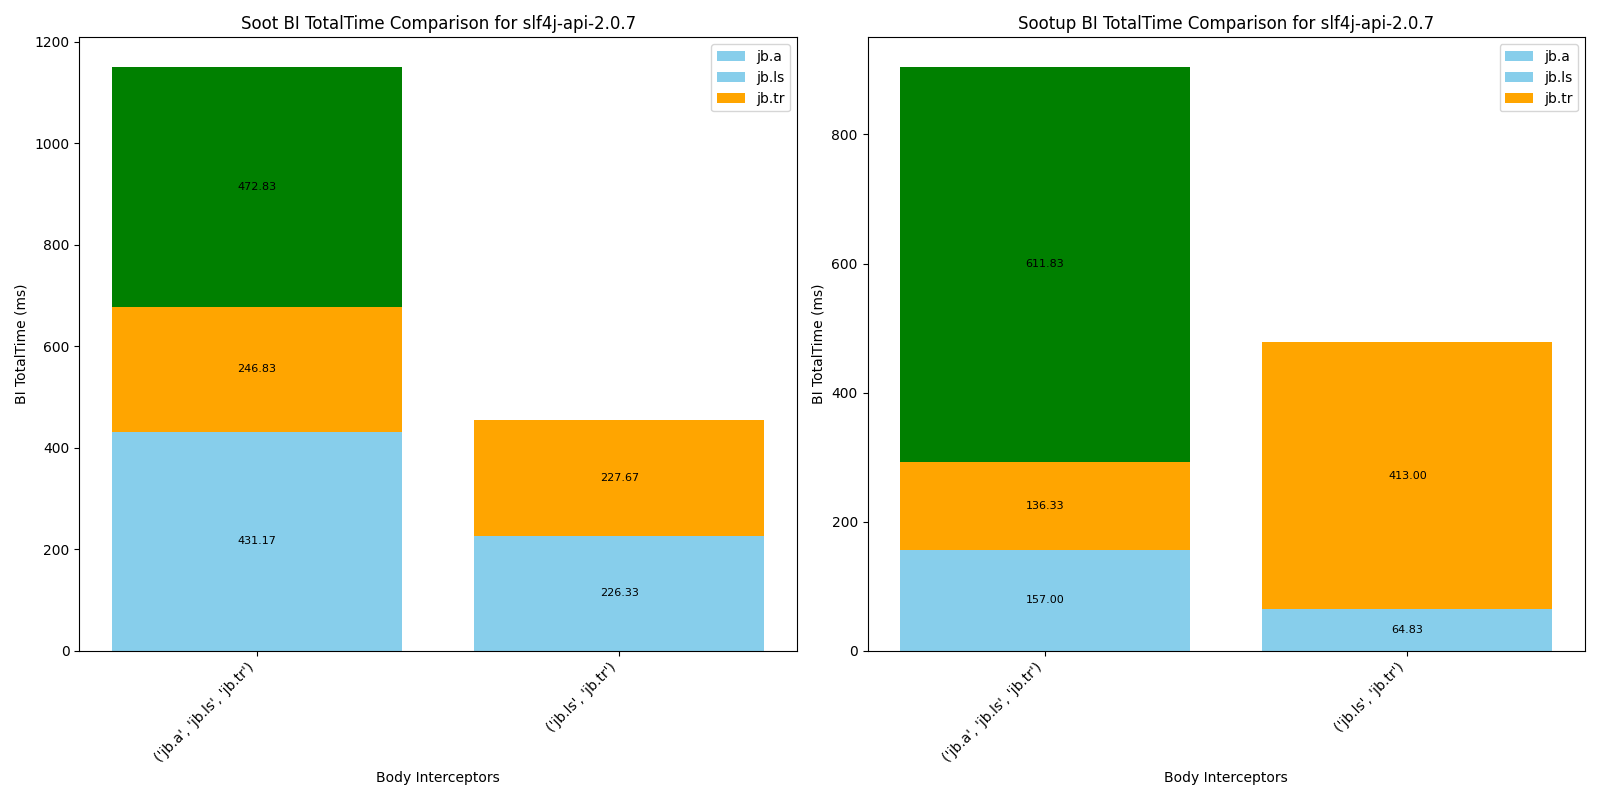 Soot BI TotalTime Comparison for slf4j-api-2.0.7
1200
1000
800
600
400
200
0
BI TotalTime (ms)
472.83
246.83
431.17
227.67
226.33
jb.a
jb.ls
jb.tr
('jb.a', 'jb.ls', 'jb.tr')
('jb.ls', 'jb.tr')
Body Interceptors
Sootup BI TotalTime Comparison for slf4j-api-2.0.7
800
600
400
200
0
BI TotalTime (ms)
611.83
136.33
157.00
413.00
64.83
jb.a
jb.ls
jb.tr
('jb.a', 'jb.ls', 'jb.tr')
('jb.ls', 'jb.tr')
Body Interceptors